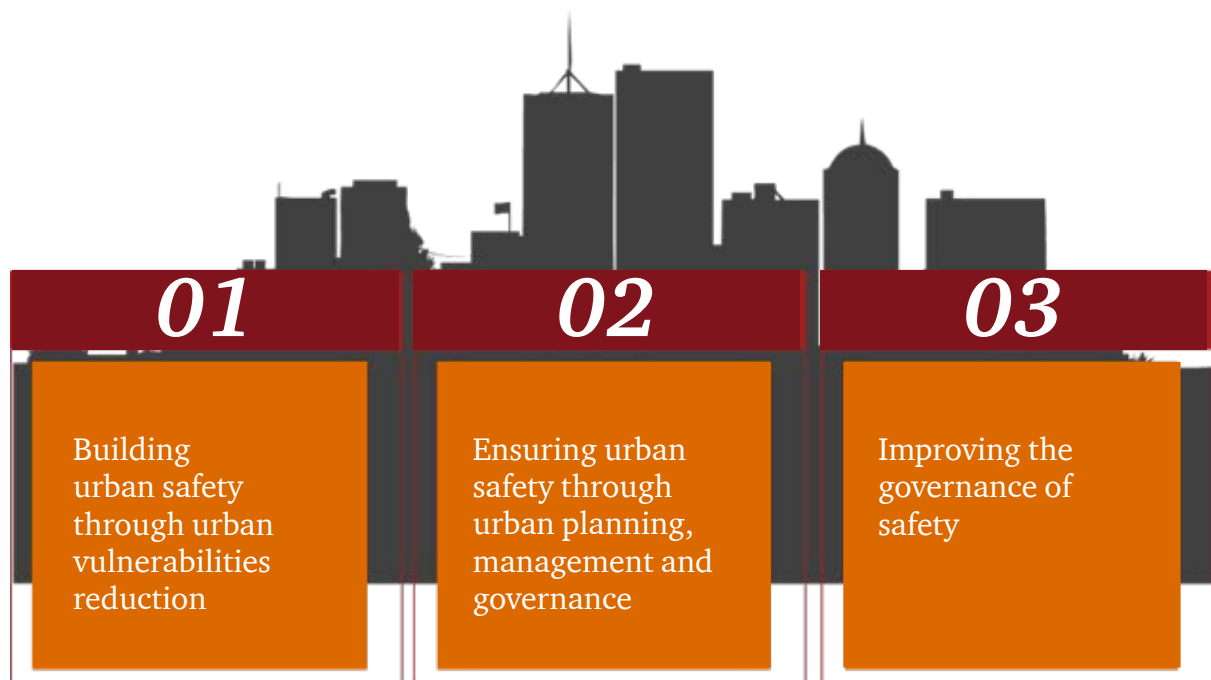 01
Building
urban safety
through urban
vulnerabilities
reduction
02
Ensuring urban
safety through
urban planning,
management and
governance
03
Improving the
governance of
safety